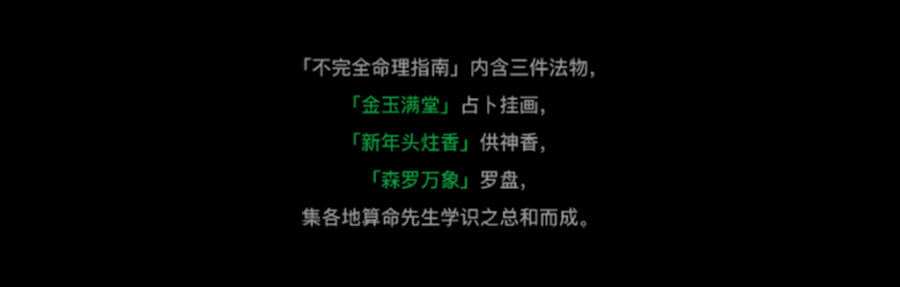 「不完全命理指南」内含三件法物，
「金玉满堂」占卜挂画，
「新年头炷香」供神香，
「森罗万象」罗盘，
集各地算命先生学识之总和而成。